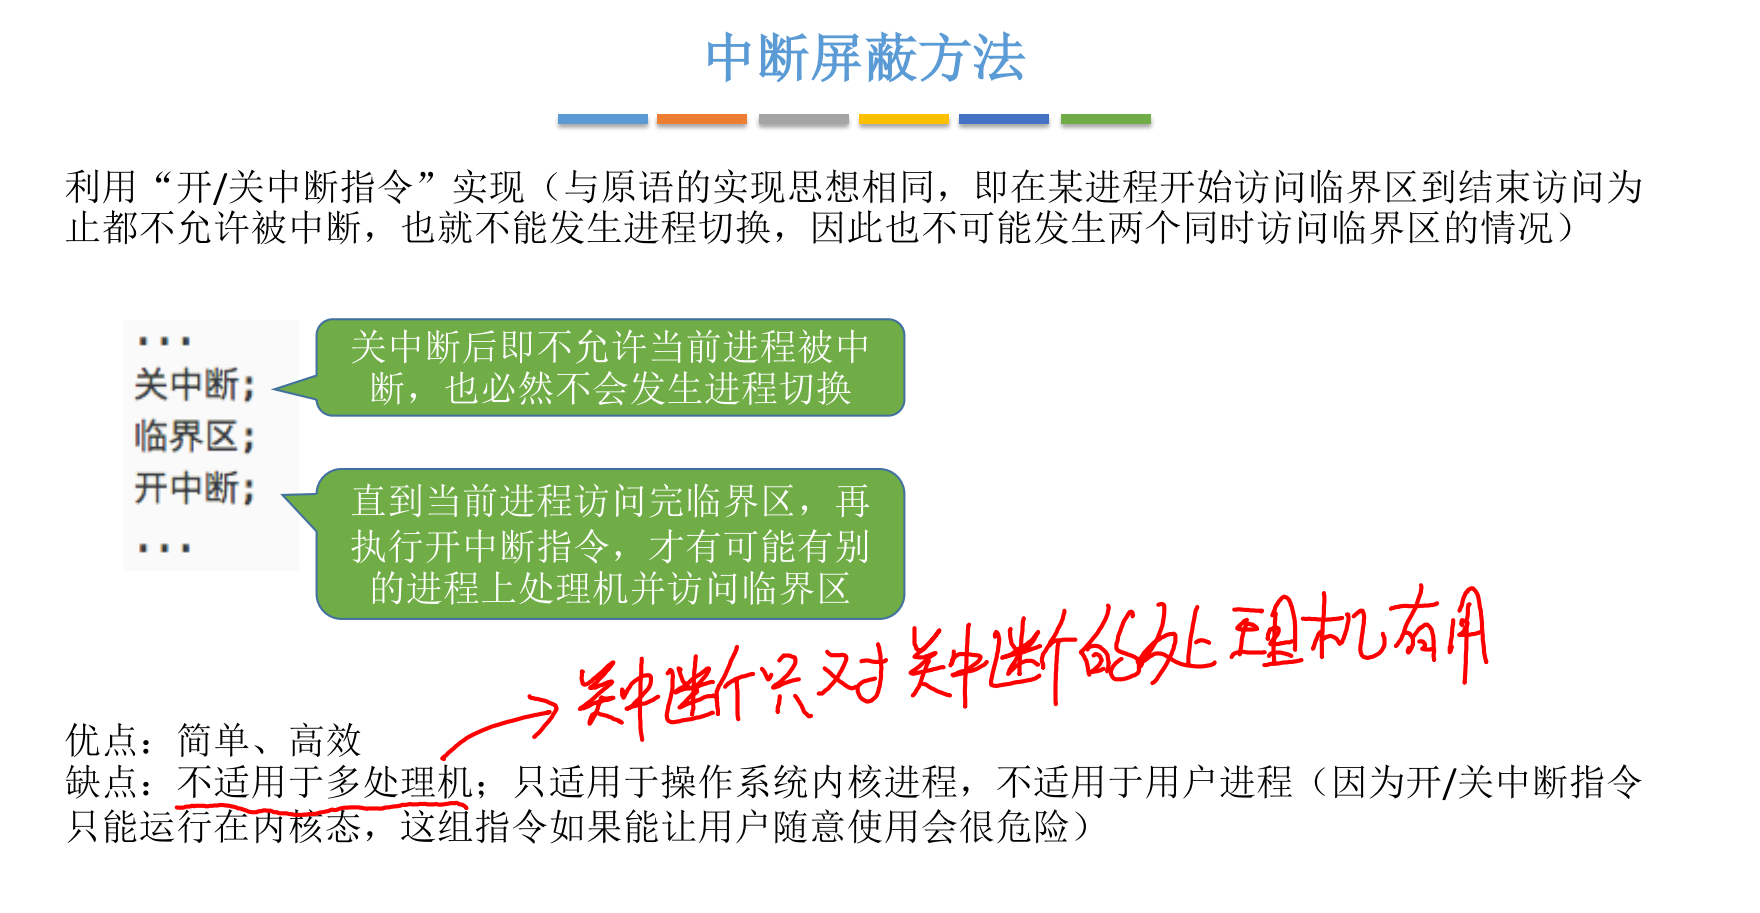 中断屏蔽方法
利用“开/关中断指令”实现（与原语的实现思想相同，即在某进程开始访问临界区到结束访问为
止都不允许被中断，也就不能发生进程切换，因此也不可能发生两个同时访问临界区的情况）
...
关中断;
临界区;
开中断;
...
关中断后即不允许当前进程被中
断，也必然不会发生进程切换
直到当前进程访问完临界区，再
执行开中断指令，才有可能有别
的进程上处理机并访问临界区
关中断只对关中断的处理机有用
优点：简单、高效
缺点：不适用于多处理机；只适用于操作系统内核进程，不适用于用户进程（因为开/关中断指令
只能运行在内核态，这组指令如果能让用户随意使用会很危险）